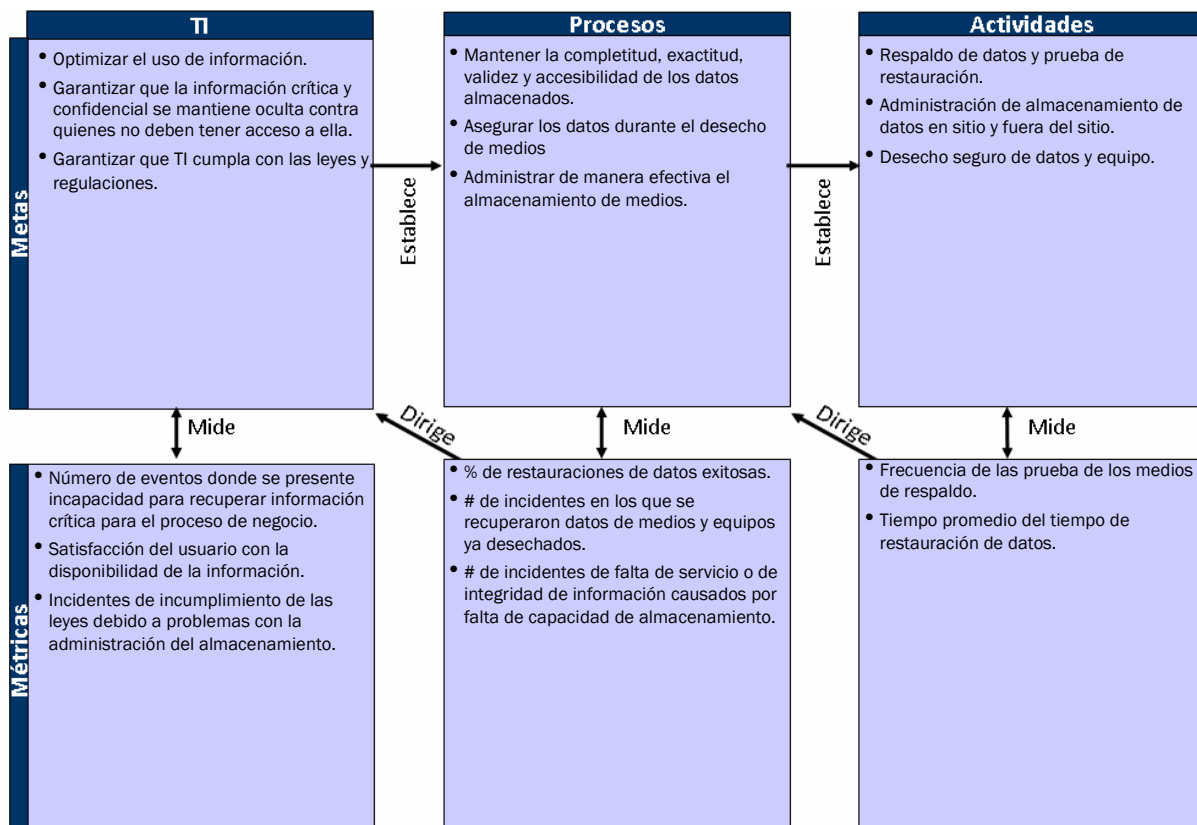 TI
Procesos
Actividades
Metas
• Optimizar el uso de información.
• Garantizar que la información crítica y
confidencial se mantiene oculta contra
quienes no deben tener acceso a ella.
• Garantizar que TI cumpla con las leyes y
regulaciones.
Establece
• Mantener la completitud, exactitud,
validez y accesibilidad de los datos
almacenados.
• Asegurar los datos durante el desecho
de medios
• Administrar de manera efectiva el
almacenamiento de medios.
Establece
• Respaldo de datos y prueba de
restauración.
• Administración de almacenamiento de
datos en sitio y fuera del sitio.
• Desecho seguro de datos y equipo.
Mide
Dirige
Mide
Dirige
Mide
Métricas
• Número de eventos donde se presente
incapacidad para recuperar información
crítica para el proceso de negocio.
• Satisfacción del usuario con la
disponibilidad de la información.
• Incidentes de incumplimiento de las
leyes debido a problemas con la
administración del almacenamiento.
• % de restauraciones de datos exitosas.
• # de incidentes en los que se
recuperaron datos de medios y equipos
ya desechados.
• # de incidentes de falta de servicio o de
integridad de información causados por
falta de capacidad de almacenamiento.
• Frecuencia de las prueba de los medios
de respaldo.
• Tiempo promedio del tiempo de
restauración de datos.